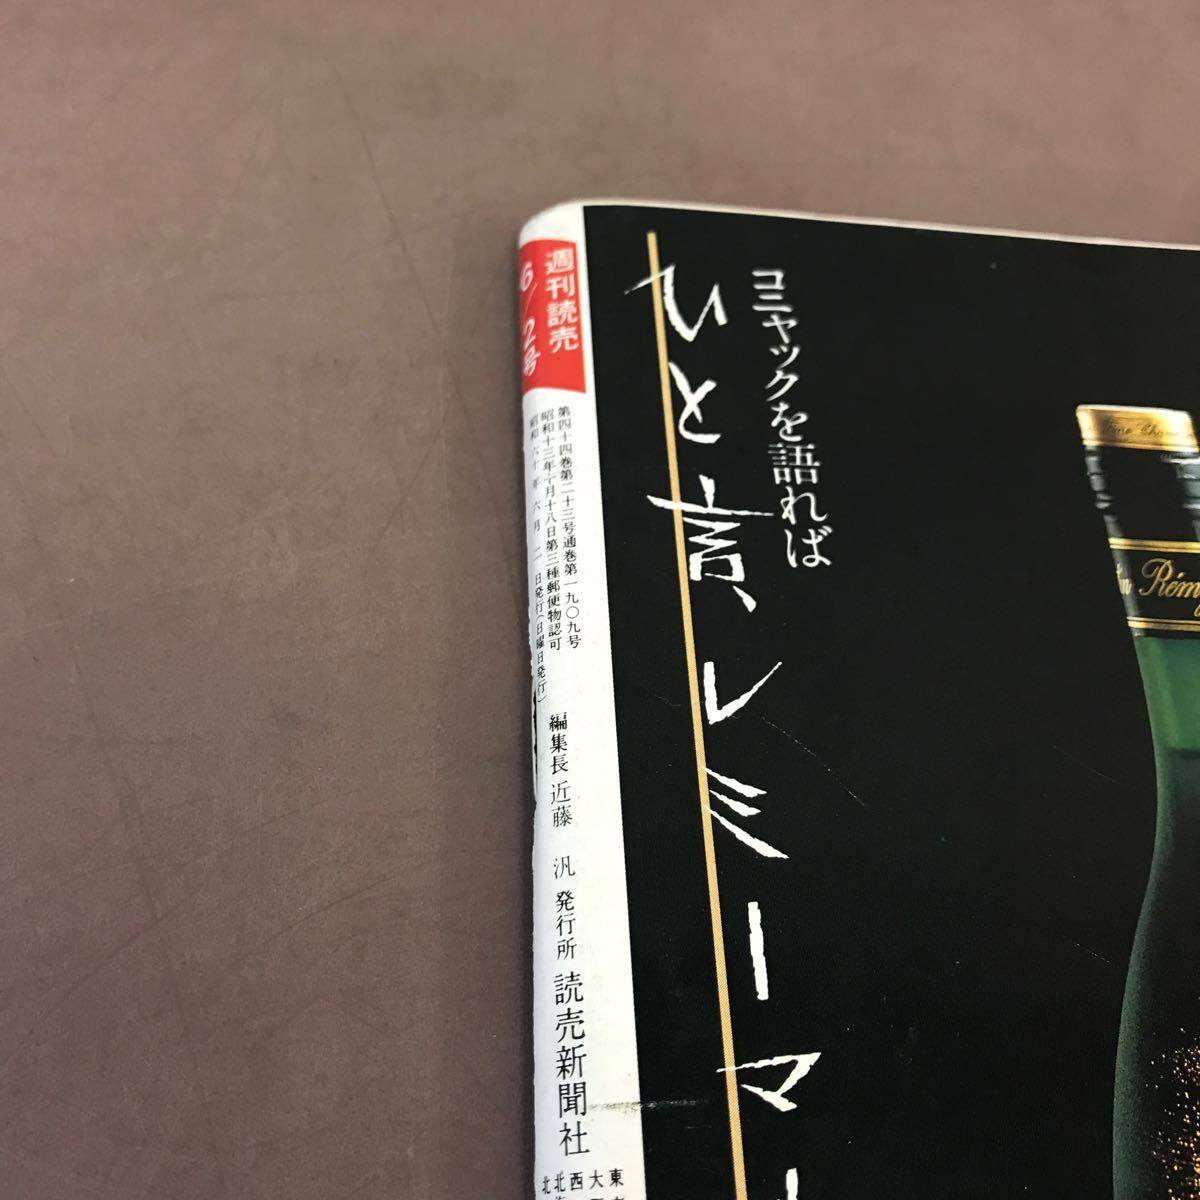 週刊読売
6/2号
第四十四巻第二十三号通巻第一九〇九号
昭和十三年十月十八日第三種郵便物認可
昭和六十年六月二日発行(日曜日発行)
編集長 近藤 汎 発行所 読売新聞社
コニャックを語れば
ひと言、レミーマー
Fine Cham
Rém